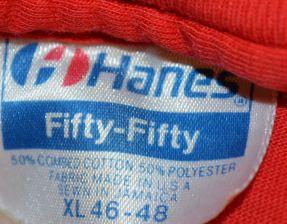 Hanes
Fifty-Fifty
50% COMBED COTTON 50% POLYESTER
FABRIC MADE IN U.S.A
SEWN IN JAMAICA
XL 46-48